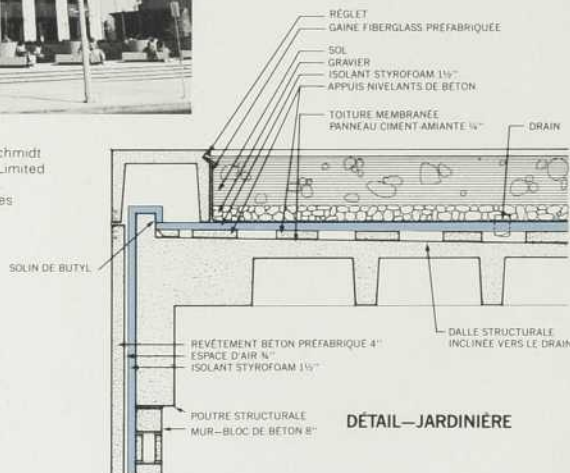 RÉGLET
GAINE FIBERGLASS PRÉFABRIQUÉE
SOL
GRAVIER
ISOLANT STYROFOAM 1½"
APPUIS NIVELANTS DE BÉTON
TOITURE MEMBRANÉE
PANNEAU CIMENT-AMIANTE ¼"
DRAIN
chmidt
Limited
es
SOLIN DE BUTYL
REVÊTEMENT BÉTON PRÉFABRIQUÉ 4"
ESPACE D'AIR ¾"
ISOLANT STYROFOAM 1½"
DALLE STRUCTURALE
INCLINÉE VERS LE DRAIN
POUTRE STRUCTURALE
MUR—BLOC DE BÉTON 8"
DÉTAIL—JARDINIÈRE